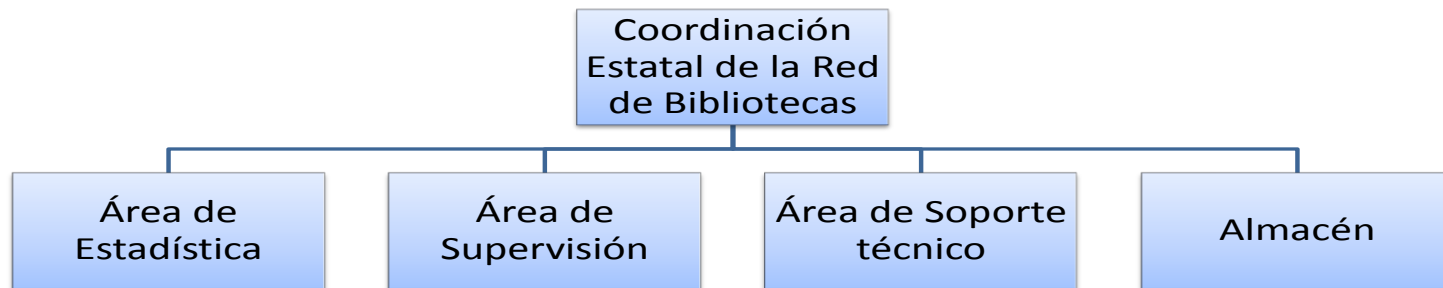 Coordinación
Estatal de la Red
de Bibliotecas
Área de
Estadística
Área de
Supervisión
Área de Soporte
técnico
Almacén